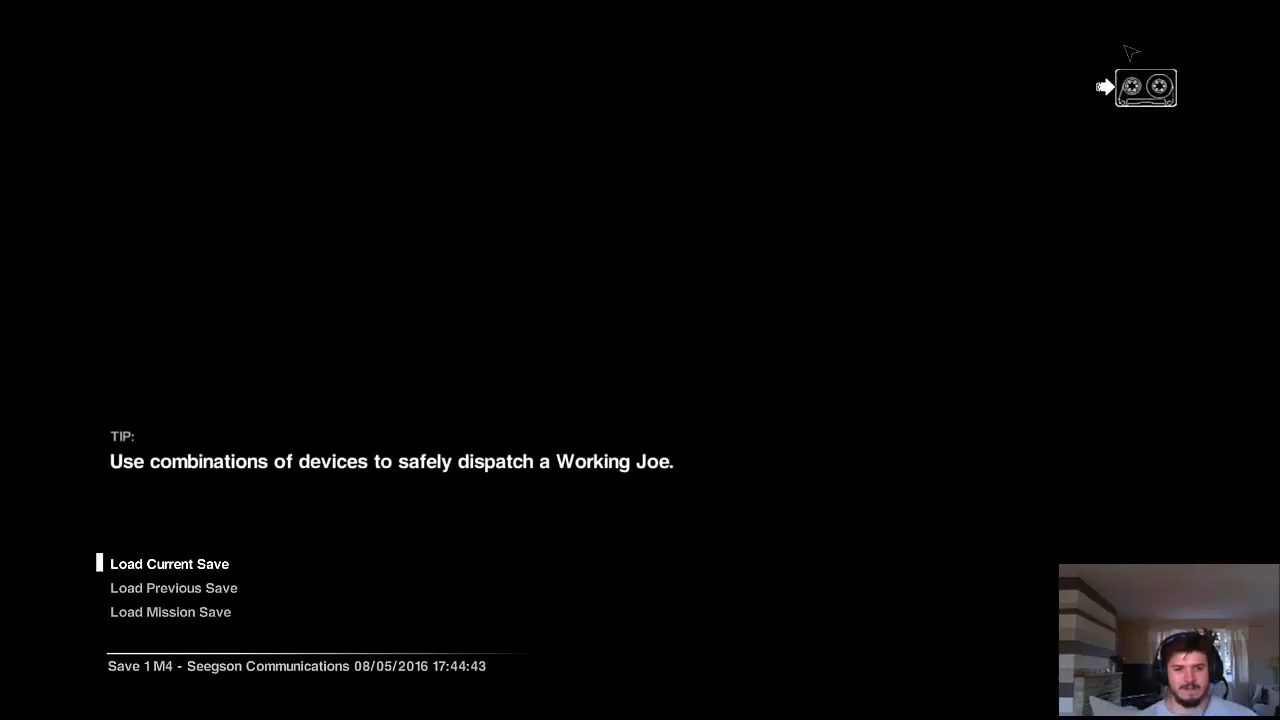 TIP:
Use combinations of devices to safely dispatch a Working Joe.
Load Current Save
Load Previous Save
Load Mission Save
Save 1 M4 - Seegson Communications 08/05/2016 17:44:43